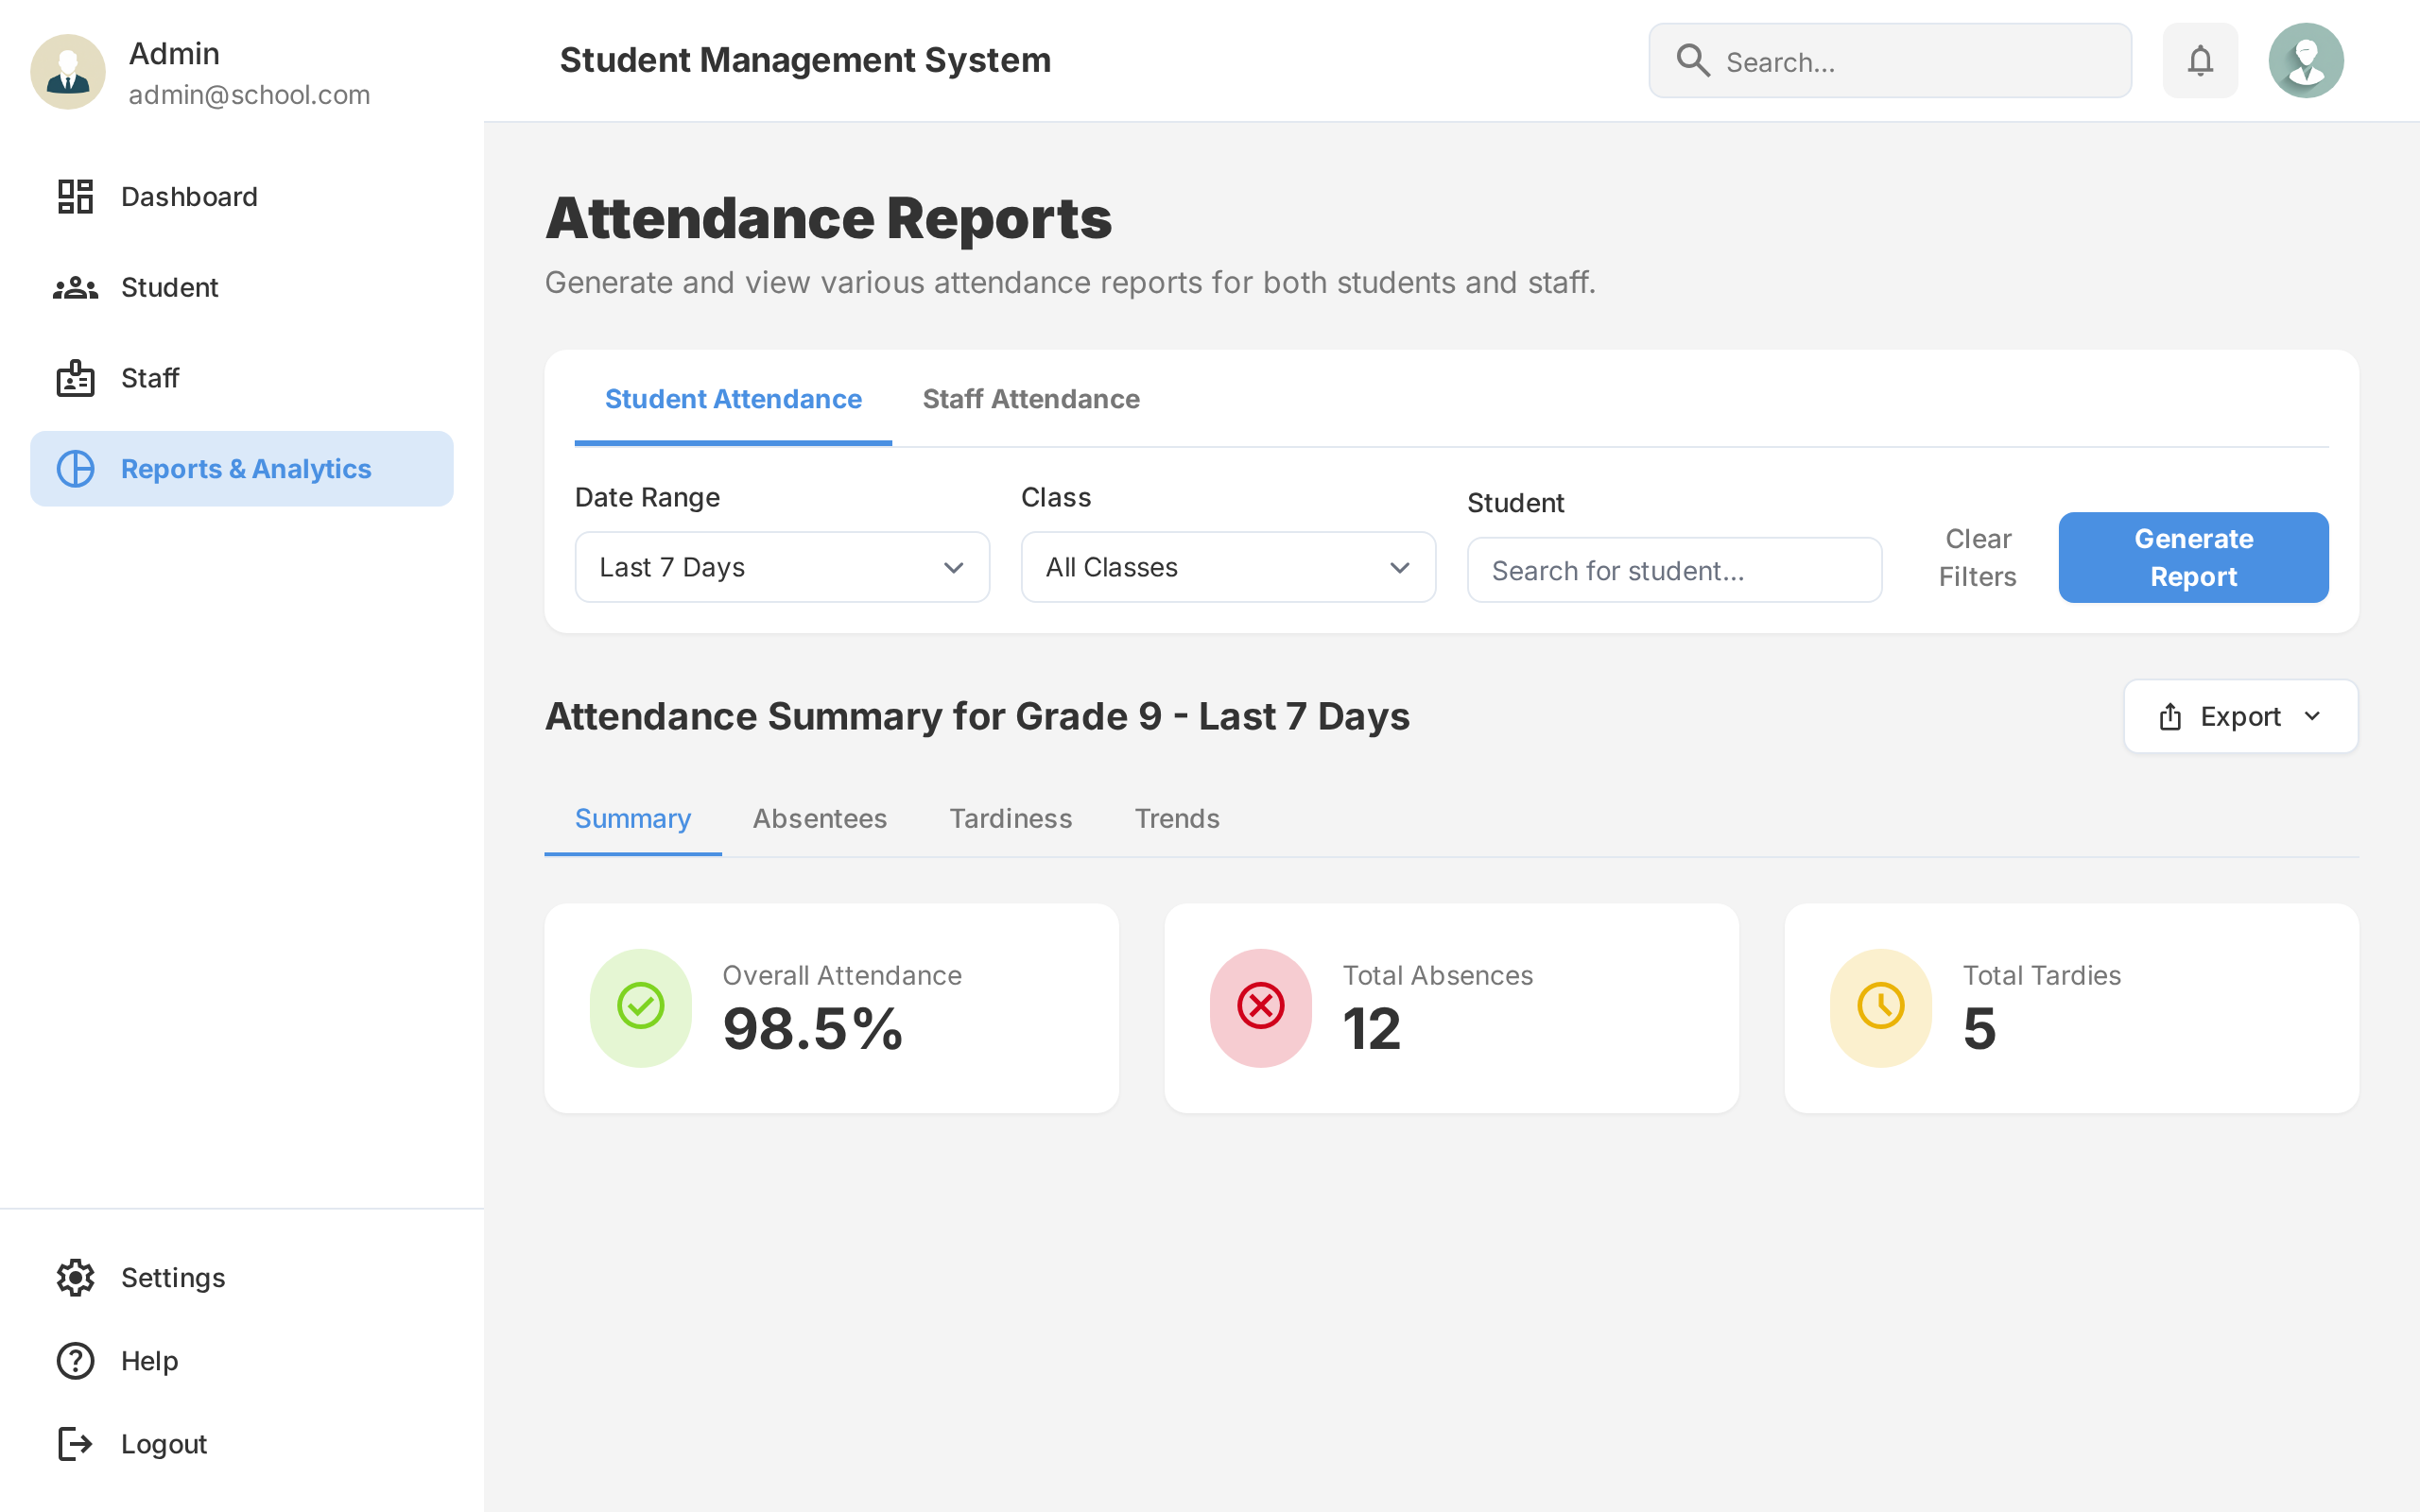 Admin
admin@school.com
Dashboard
Student
Staff
Reports & Analytics
Settings
Help
Logout
Student Management System
Search...
Attendance Reports
Generate and view various attendance reports for both students and staff.
Student Attendance
Staff Attendance
Date Range
Last 7 Days
Class
All Classes
Student
Search for student...
Clear
Filters
Generate
Report
Attendance Summary for Grade 9 - Last 7 Days
Export
Summary
Absentees
Tardiness
Trends
Overall Attendance
98.5%
Total Absences
12
Total Tardies
5